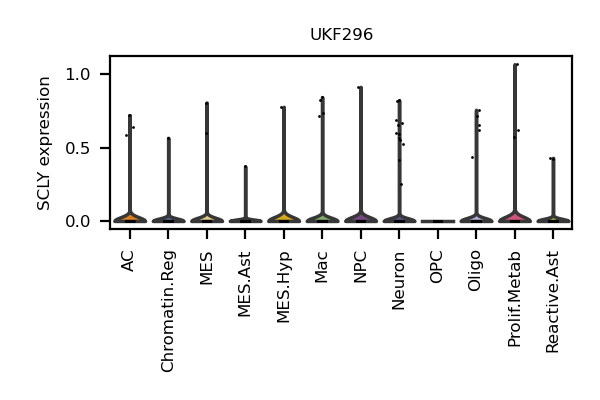 UKF296
SCLY expression
1.0
0.5
0.0
AC
Chromatin.Reg
MES
MES.Ast
MES.Hyp
Mac
NPC
Neuron
OPC
Oligo
Prolif.Metab
Reactive.Ast